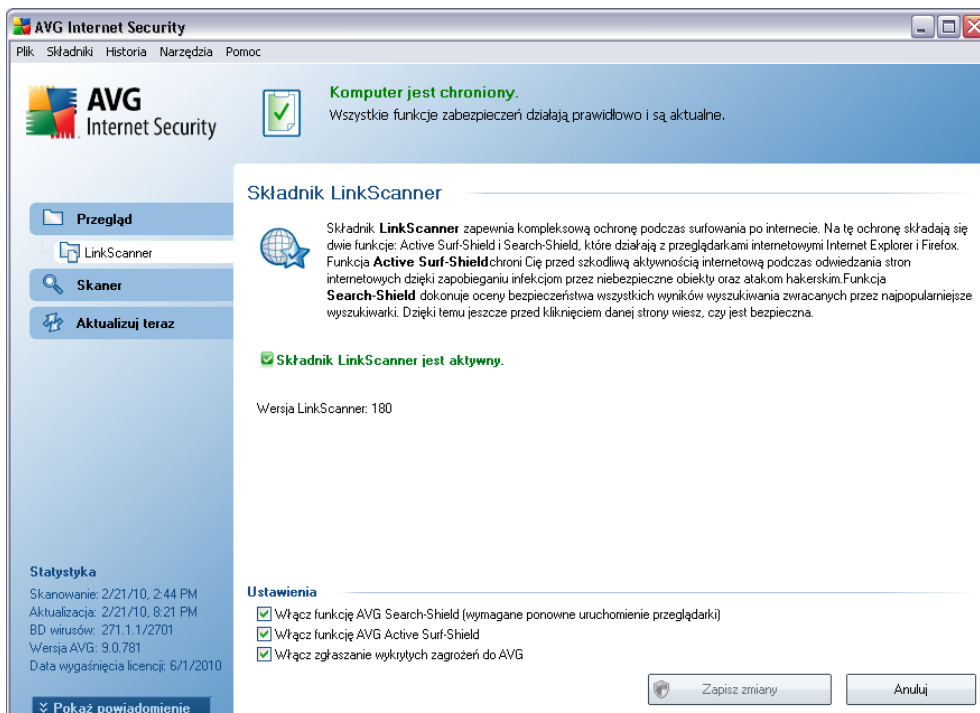 AVG Internet Security
Plik Składniki Historia Narzędzia Pomoc
AVG
Internet Security
Komputer jest chroniony.
Wszystkie funkcje zabezpieczeń działają prawidłowo i są aktualne.
Przegląd
LinkScanner
Skaner
Aktualizuj teraz
Składnik LinkScanner
Składnik LinkScanner zapewnia kompleksową ochronę podczas surfowania po internecie. Na tę ochronę składają się
dwie funkcje: Active Surf-Shield i Search-Shield, które działają z przeglądarkami internetowymi Internet Explorer i Firefox.
Funkcja Active Surf-Shieldchroni Cię przed szkodliwą aktywnością internetową podczas odwiedzania stron
internetowych dzięki zapobieganiu infekcjom przez niebezpieczne obiekty oraz atakom hakerskim.Funkcja
Search-Shield dokonuje oceny bezpieczeństwa wszystkich wyników wyszukiwania zwracanych przez najpopularniejsze
wyszukiwarki. Dzięki temu jeszcze przed kliknięciem danej strony wiesz, czy jest bezpieczna.
Składnik LinkScanner jest aktywny.
Wersja LinkScanner: 180
Statystyka
Skanowanie: 2/21/10, 2:44 PM
Aktualizacja: 2/21/10, 8:21 PM
BD wirusów: 271.1.1/2701
Wersja AVG: 9.0.781
Data wygaśnięcia licencji: 6/1/2010
Pokaż powiadomienie
Ustawienia
Włącz funkcję AVG Search-Shield (wymagane ponowne uruchomienie przeglądarki)
Włącz funkcję AVG Active Surf-Shield
Włącz zgłaszanie wykrytych zagrożeń do AVG
Zapisz zmiany
Anuluj